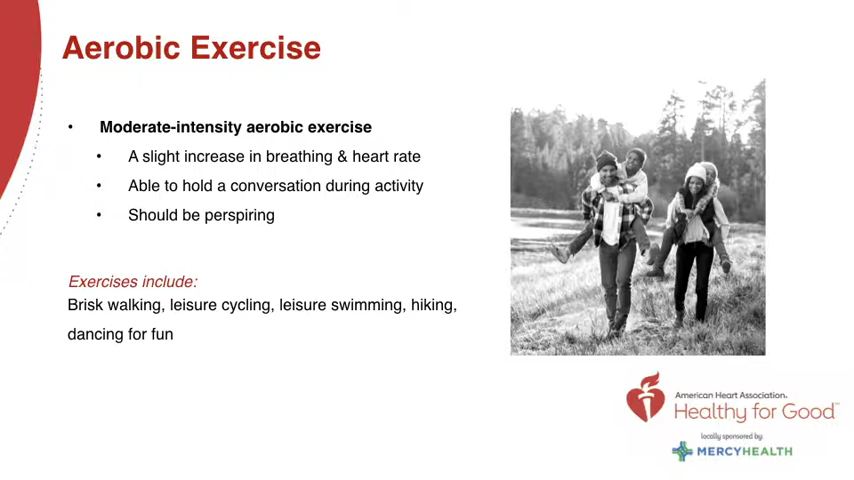 Aerobic Exercise
• Moderate-intensity aerobic exercise
• A slight increase in breathing & heart rate
• Able to hold a conversation during activity
• Should be perspiring
Exercises include:
Brisk walking, leisure cycling, leisure swimming, hiking,
dancing for fun
American Heart Association®
Healthy for Good™
locally sponsored by
MERCYHEALTH